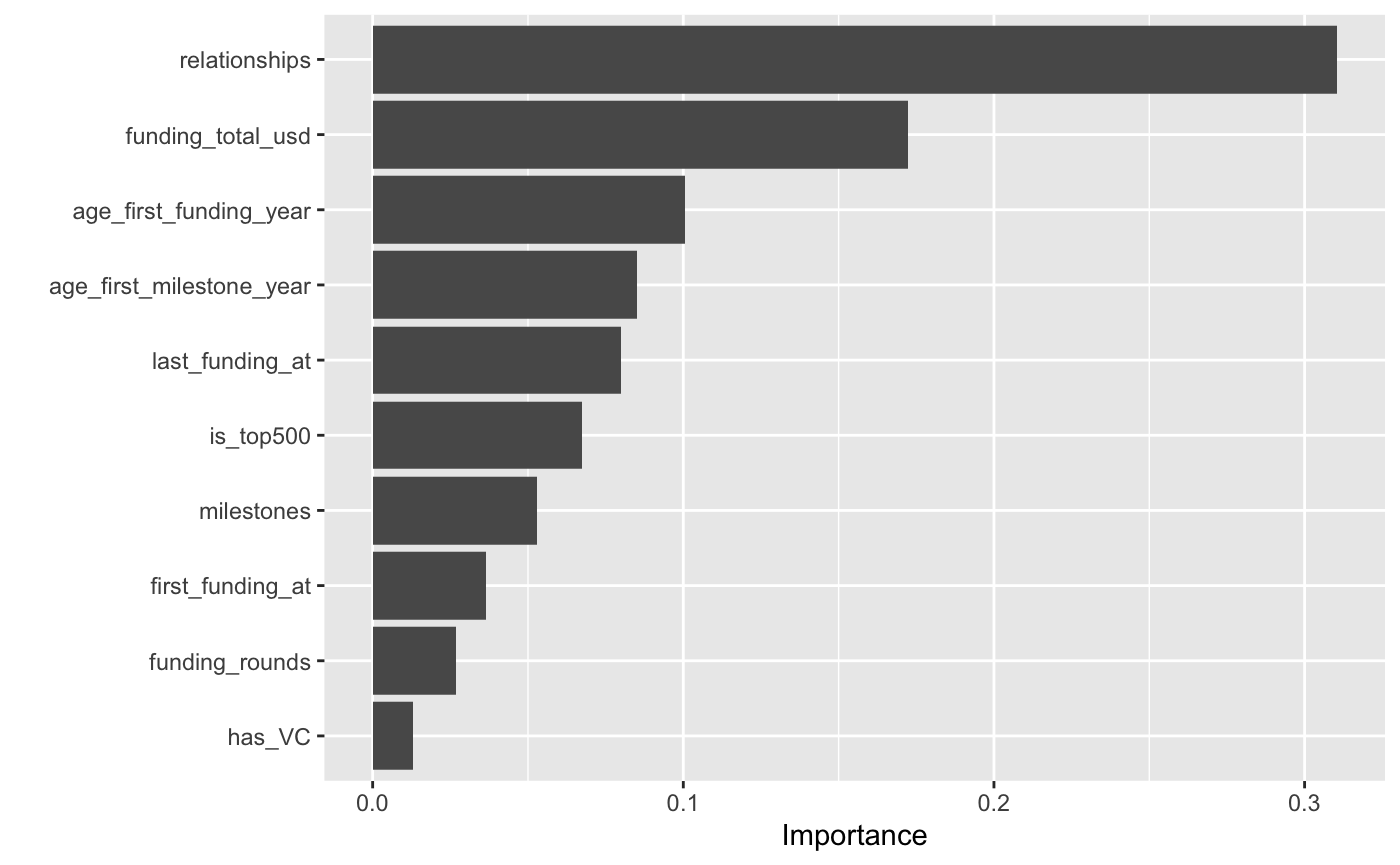 relationships
funding_total_usd
age_first_funding_year
age_first_milestone_year
last_funding_at
is_top500
milestones
first_funding_at
funding_rounds
has_VC
0.0 0.1 0.2 0.3
Importance